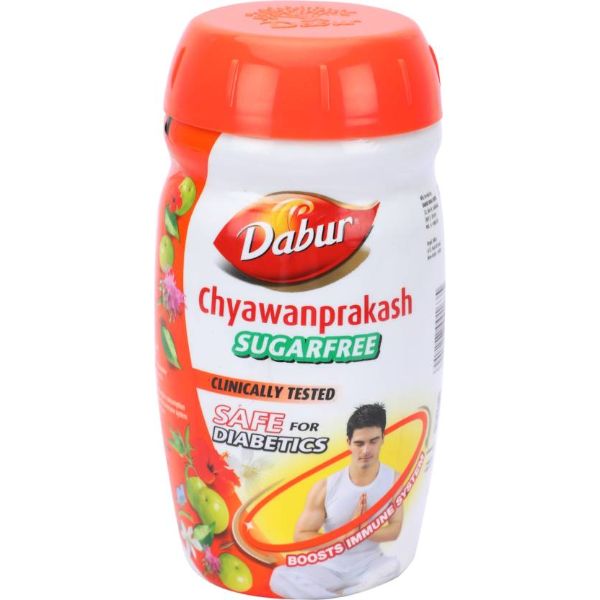 Dabur
Chyawanprakash
SUGARFREE
CLINICALLY TESTED
SAFE FOR
DIABETICS
BOOSTS IMMUNE SYSTEM